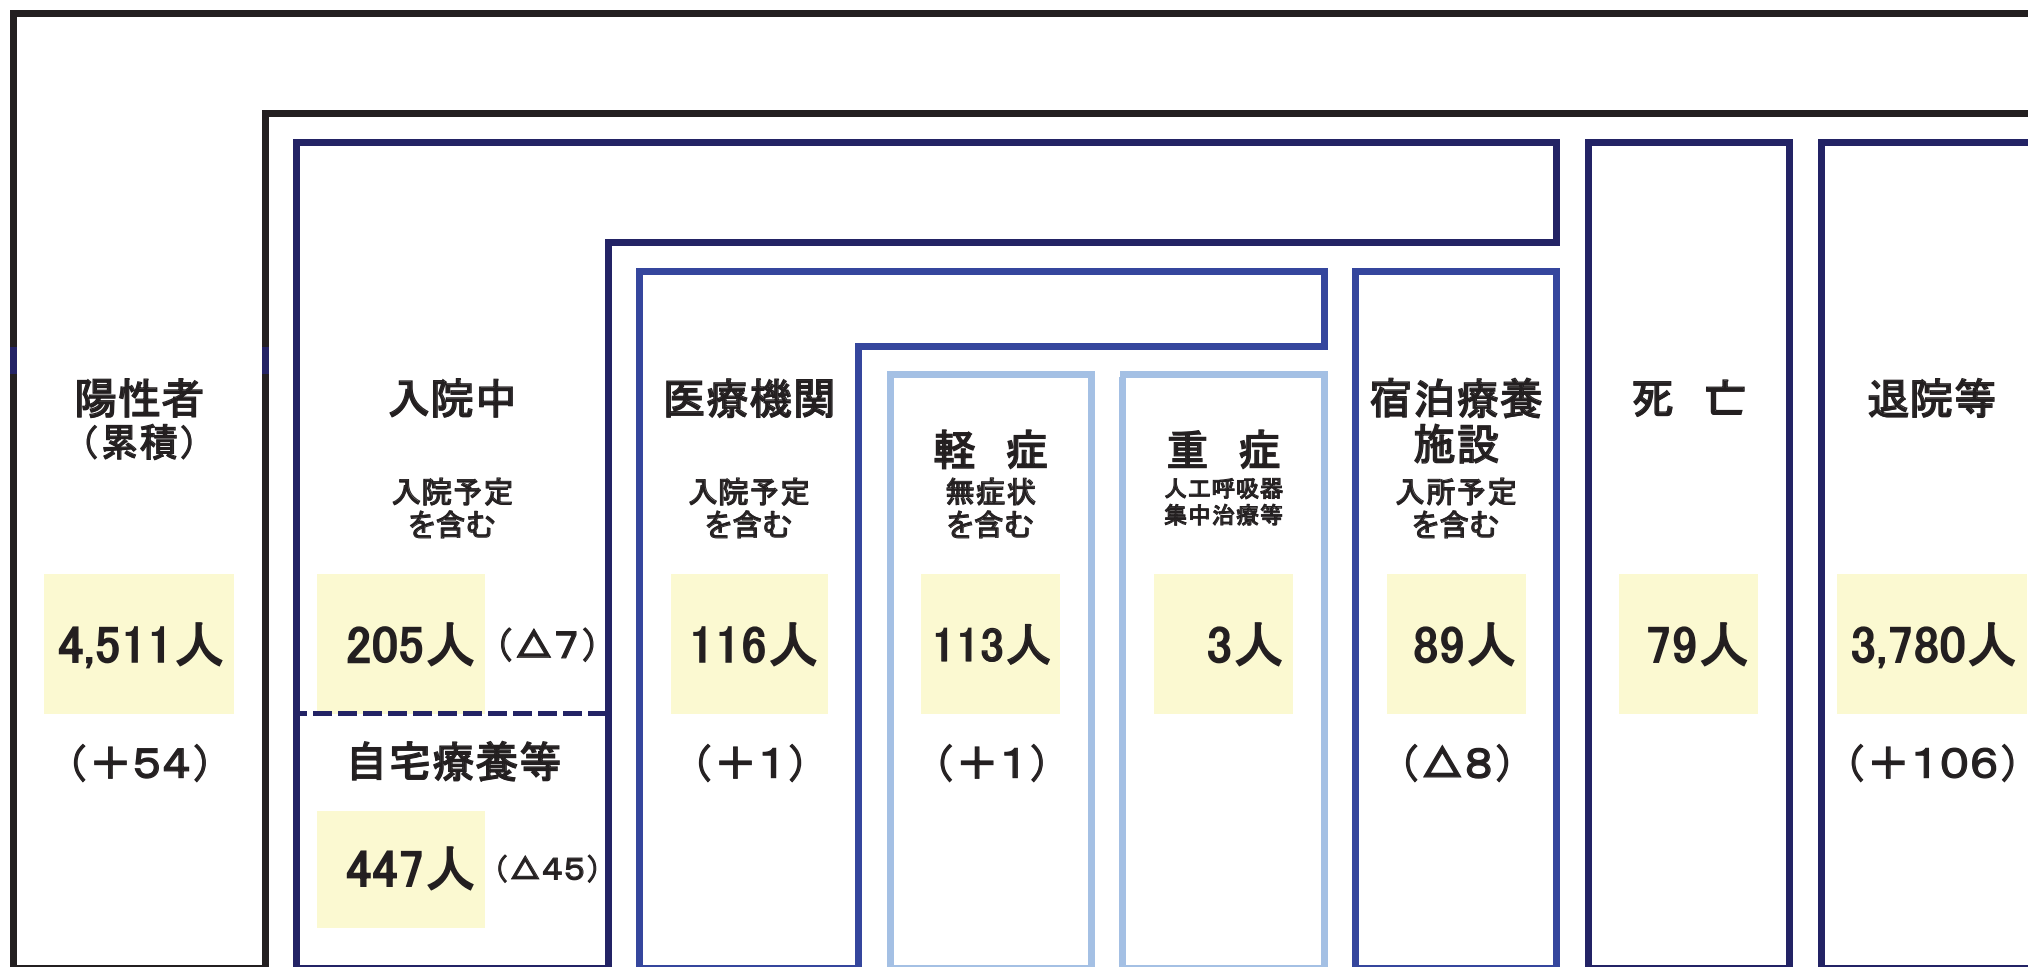 陽性者
（累積）
4,511人
（＋54）
入院中
入院予定
を含む
205人（△7）
自宅療養等
447人（△45）
医療機関
入院予定
を含む
116人
（＋1）
軽 症
無症状
を含む
113人
（＋1）
重 症
人工呼吸器
集中治療等
3人
宿泊療養
施設
入所予定
を含む
89人
（△8）
死 亡
79人
退院等
3,780人
（＋106）